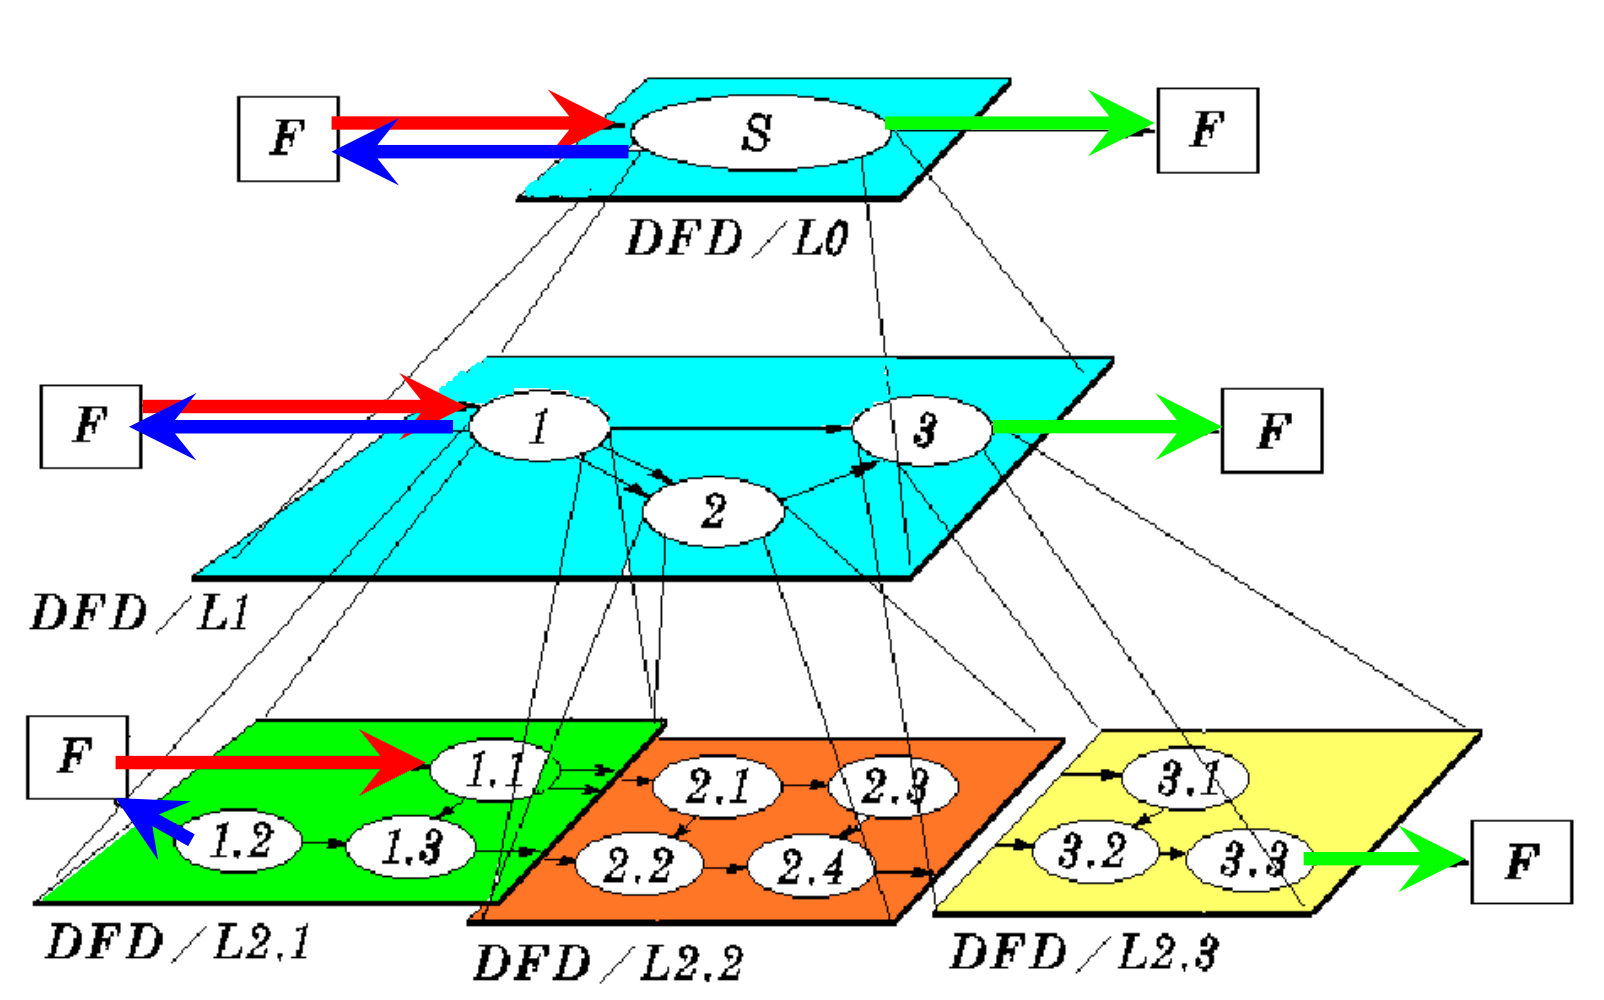 F
S
F
DFD/L0
F
1
3
F
2
DFD/L1
F
1.1
2.1
2.3
3.1
1.2
1.3
2.2
2.4
3.2
3.3
F
DFD/L2.1
DFD/L2.2
DFD/L2.3